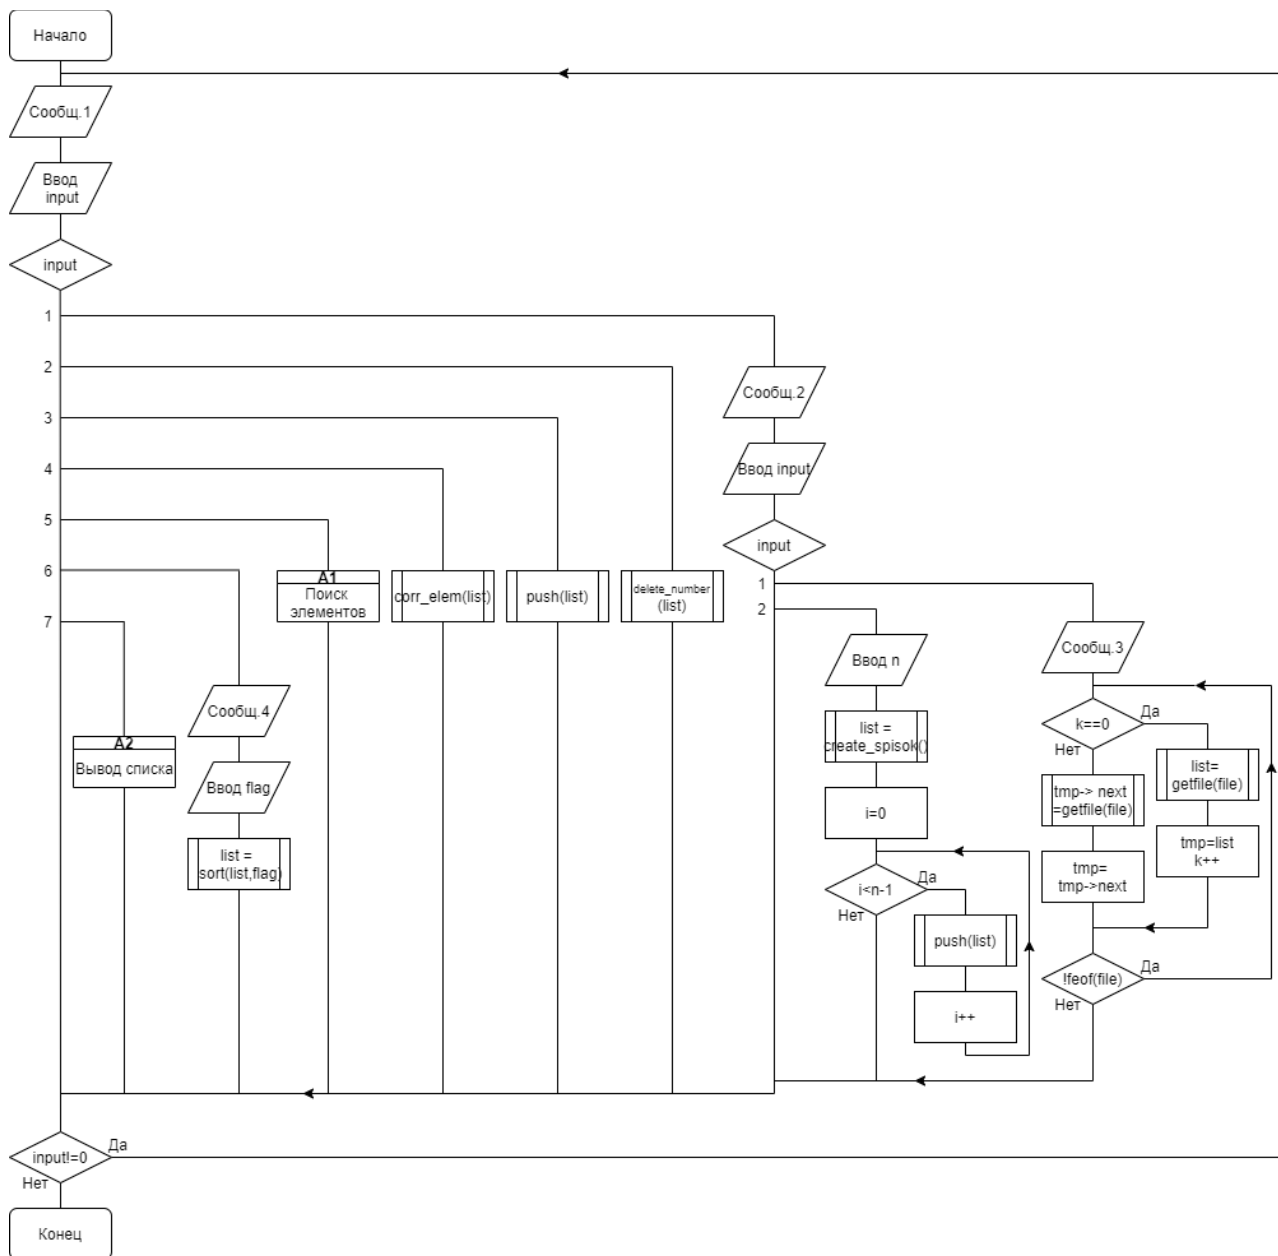 Начало
Сообщ.1
Ввод
input
input
1
2
3
4
5
6
7
Сообщ.2
Ввод input
input
1
2
A1
Поиск
элементов
corr_elem(list)
push(list)
delete_number
(list)
Сообщ.4
Ввод flag
list =
sort(list,flag)
A2
Вывод списка
Ввод n
list =
create_spisok()
i=0
i<n-1
Да
Нет
push(list)
i++
Сообщ.3
k==0
Да
Нет
list=
getfile(file)
tmp=list
k++
tmp-> next
=getfile(file)
tmp=
tmp->next
!feof(file)
Да
Нет
input!=0
Да
Нет
Конец